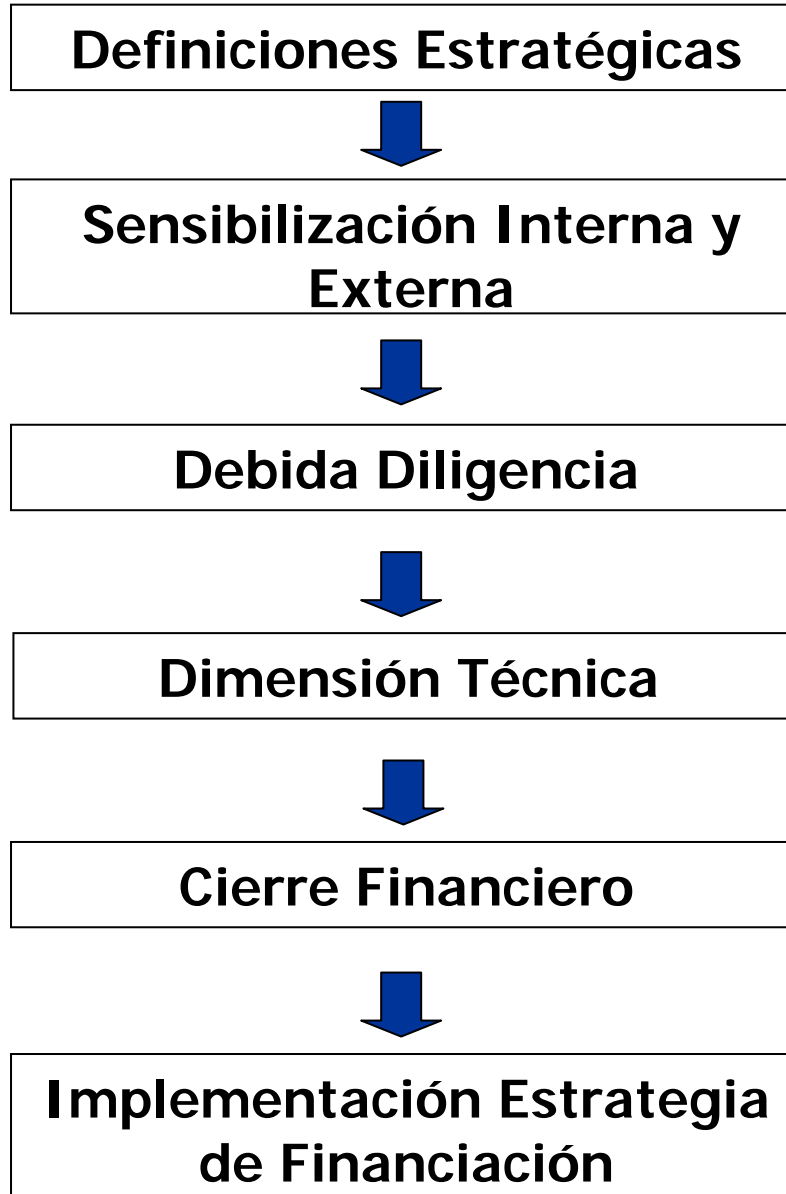 Definiciones Estratégicas
Sensibilización Interna y
Externa
Debida Diligencia
Dimensión Técnica
Cierre Financiero
Implementación Estrategia
de Financiación